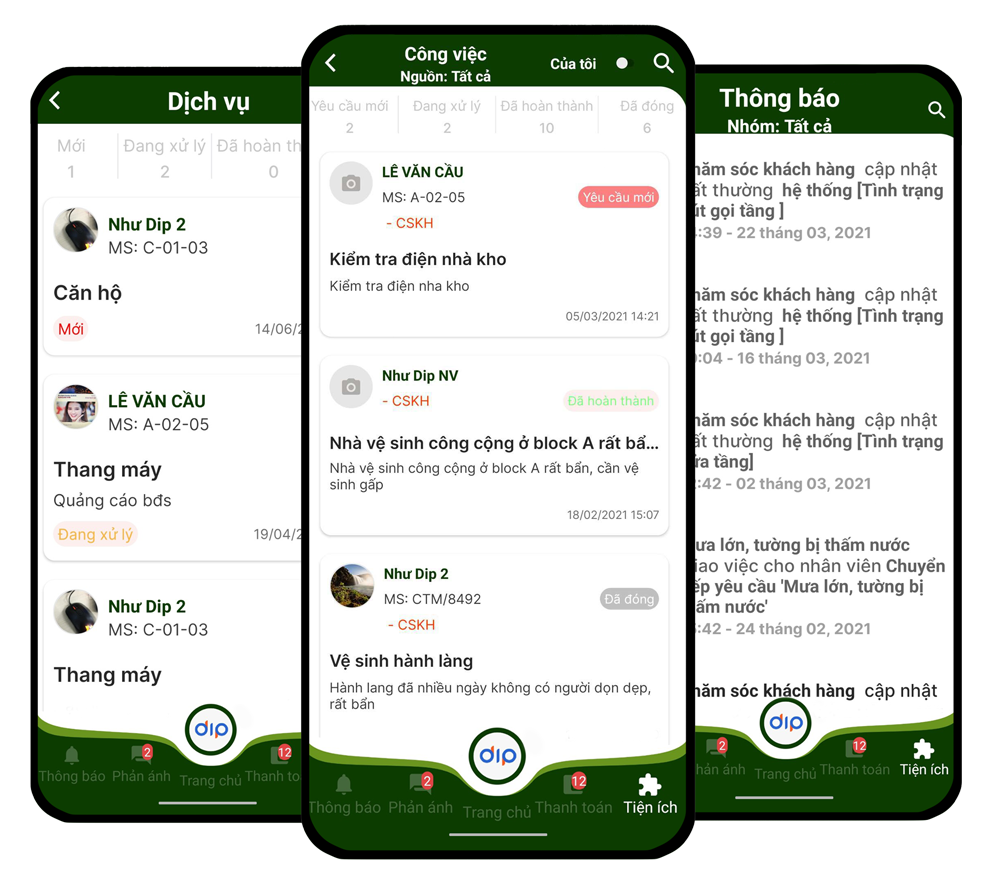 Dịch vụ
Mới
Đang xử lý
Đã hoàn th
1
2
0
Như Dip 2
MS: C-01-03
Căn hộ
Mới
14/06/2
LÊ VĂN CẦU
MS: A-02-05
Thang máy
Quảng cáo bđs
Đang xử lý
19/04/2
Như Dip 2
MS: C-01-03
Thang máy
dip
Thông báo
Phản ánh
2
Trang chủ
Thanh to
12
Công việc
Nguồn: Tất cả
Của tôi
Yêu cầu mới
Đang xử lý
Đã hoàn thành
Đã đóng
2
2
10
6
LÊ VĂN CẦU
MS: A-02-05
Yêu cầu mới
- CSKH
Kiểm tra điện nhà kho
Kiểm tra điện nha kho
05/03/2021 14:21
Như Dip NV
- CSKH
Đã hoàn thành
Nhà vệ sinh công cộng ở block A rất bẩ...
Nhà vệ sinh công cộng ở block A rất bẩn, cần vệ
sinh gấp
18/02/2021 15:07
Như Dip 2
MS: CTM/8492
Đã đóng
- CSKH
Vệ sinh hành làng
Hành lang đã nhiều ngày không có người dọn dẹp,
rất bẩn
dip
Thông báo
Phản ánh
2
Trang chủ
Thanh toán
12
Tiện ích
Thông báo
Nhóm: Tất cả
ăm sóc khách hàng cập nhật
ất thường hệ thống [Tình trạng
út gọi tầng ]
:39 - 22 tháng 03, 2021
ăm sóc khách hàng cập nhật
ất thường hệ thống [Tình trạng
út gọi tầng ]
:04 - 16 tháng 03, 2021
ăm sóc khách hàng cập nhật
ất thường hệ thống [Tình trạng
ra tầng]
:42 - 02 tháng 03, 2021
ưa lớn, tường bị thấm nước
iao việc cho nhân viên Chuyển
ếp yêu cầu 'Mưa lớn, tường bị
ấm nước'
:42 - 24 tháng 02, 2021
ăm sóc khách hàng cập nhật
dip
hản ánh
2
Trang chủ
Thanh toán
12
Tiện ích